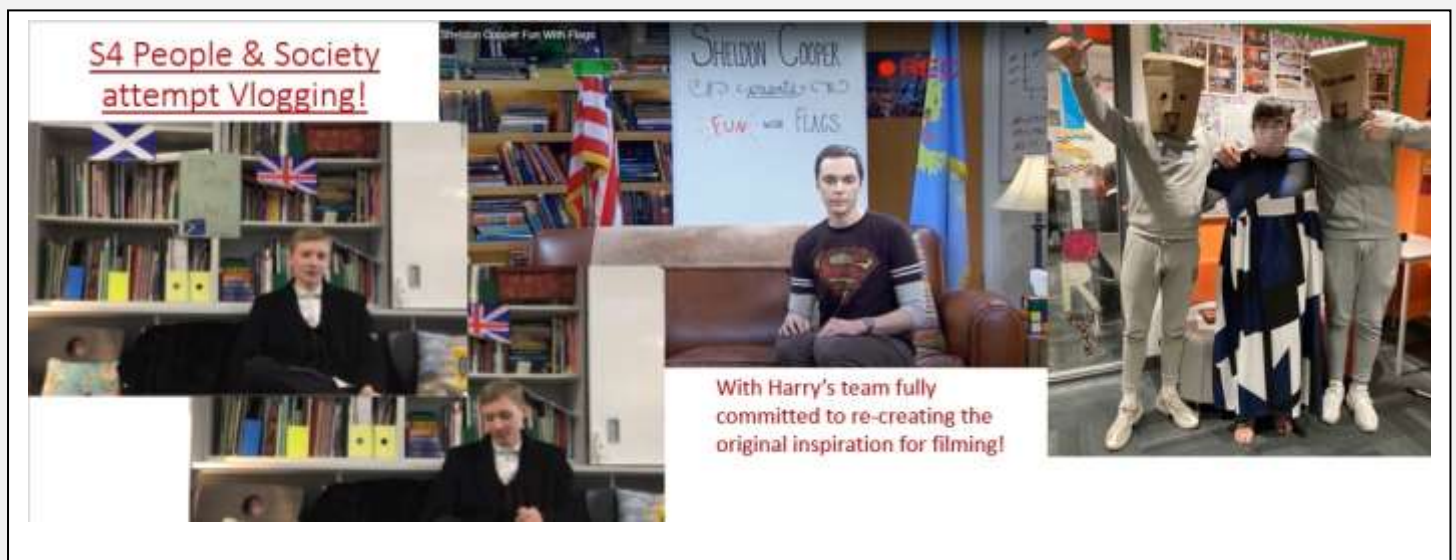 S4 People & Society
attempt Vlogging!
Sheldon Cooper Fun With Flags
SHELDON COOPER
presents
FUN WITH FLAGS
REC
With Harry's team fully
committed to re-creating the
original inspiration for filming!